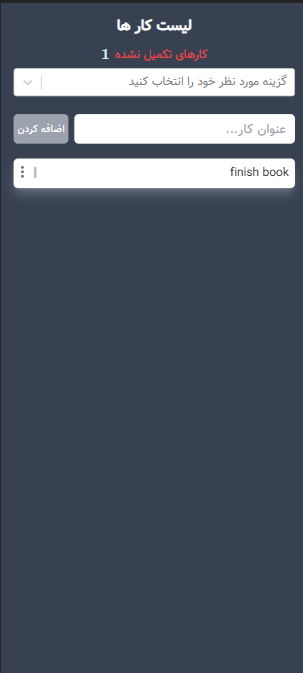 لیست کار ها
کارهای تکمیل نشده 1
گزینه مورد نظر خود را انتخاب کنید
عنوان کار...
اضافه کردن
finish book